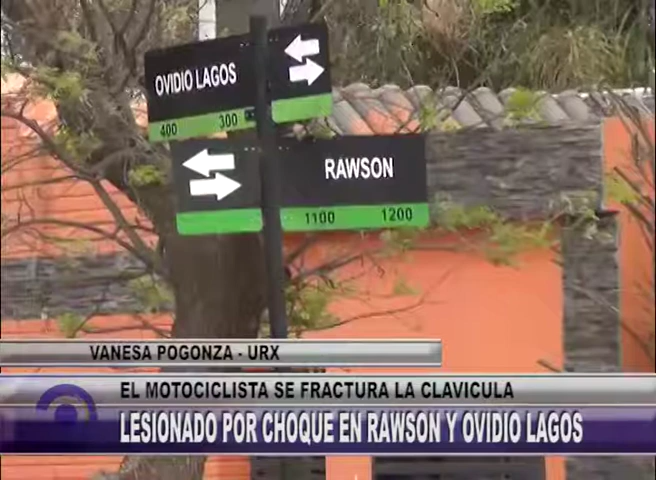 OVIDIO LAGOS
400 300
RAWSON
1100 1200
VANESA POGONZA - URX
EL MOTOCICLISTA SE FRACTURA LA CLAVICULA
LESIONADO POR CHOQUE EN RAWSON Y OVIDIO LAGOS